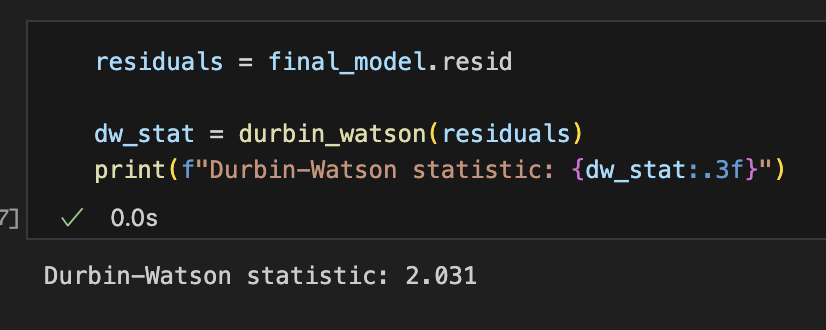 residuals = final_model.resid
dw_stat = durbin_watson(residuals)
print(f"Durbin-Watson statistic: {dw_stat:.3f}")
7]
0.0s
Durbin-Watson statistic: 2.031